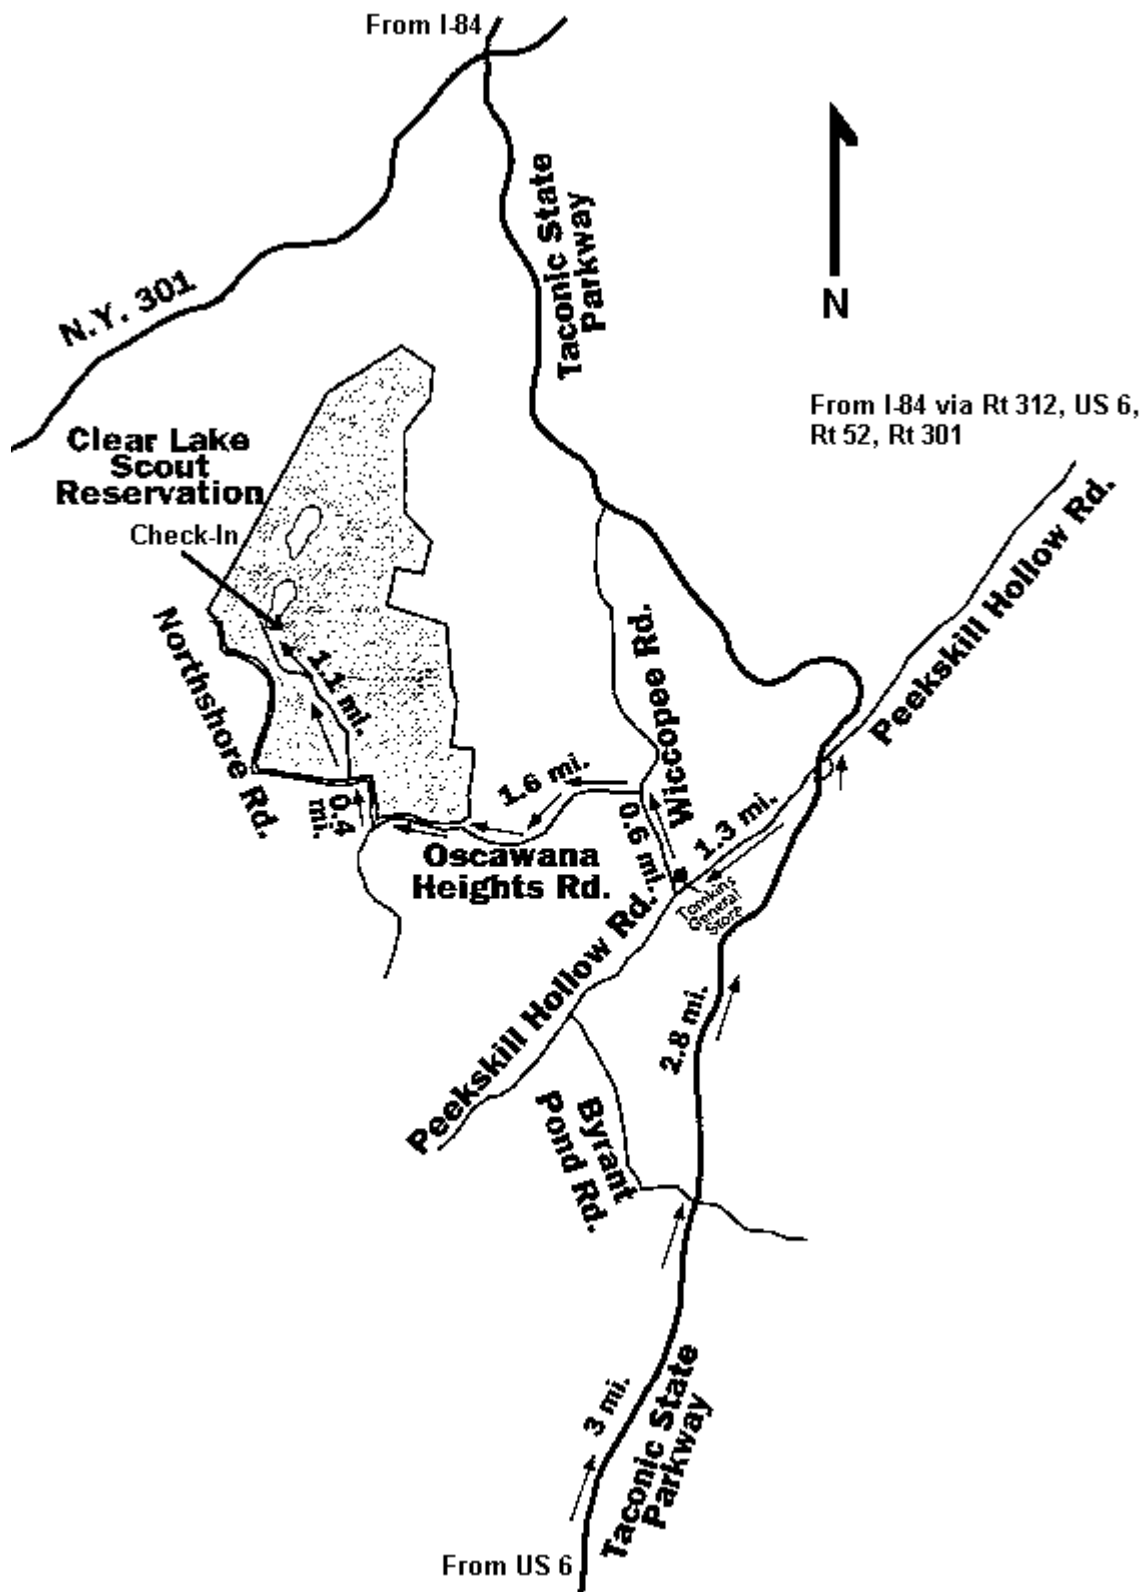 From I-84
Taconic State
Parkway
N
N.Y. 301
From I-84 via Rt 312, US 6,
Rt 52, Rt 301
Clear Lake
Scout
Reservation
Check-In
Peekskill Hollow Rd.
Northshore Rd.
1.1 mi.
Wiccopee Rd.
1.6 mi.
0.4
mi.
0.6 mi.
1.3 mi.
Oscawana
Heights Rd.
Tomkins
General
Store
Peekskill Hollow Rd.
2.8 mi.
Byrant
Pond Rd.
3 mi.
Taconic State
Parkway
From US 6